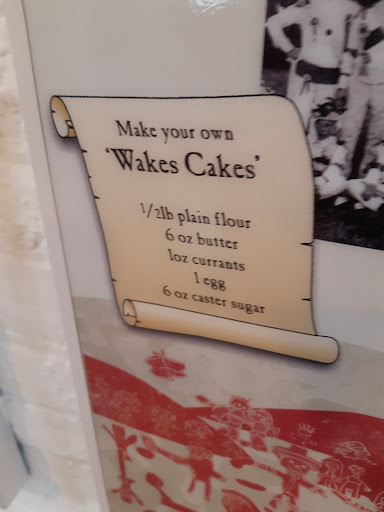 Make your own
'Wakes Cakes'
1/2lb plain flour
6 oz butter
1oz currants
1 egg
6 oz caster sugar